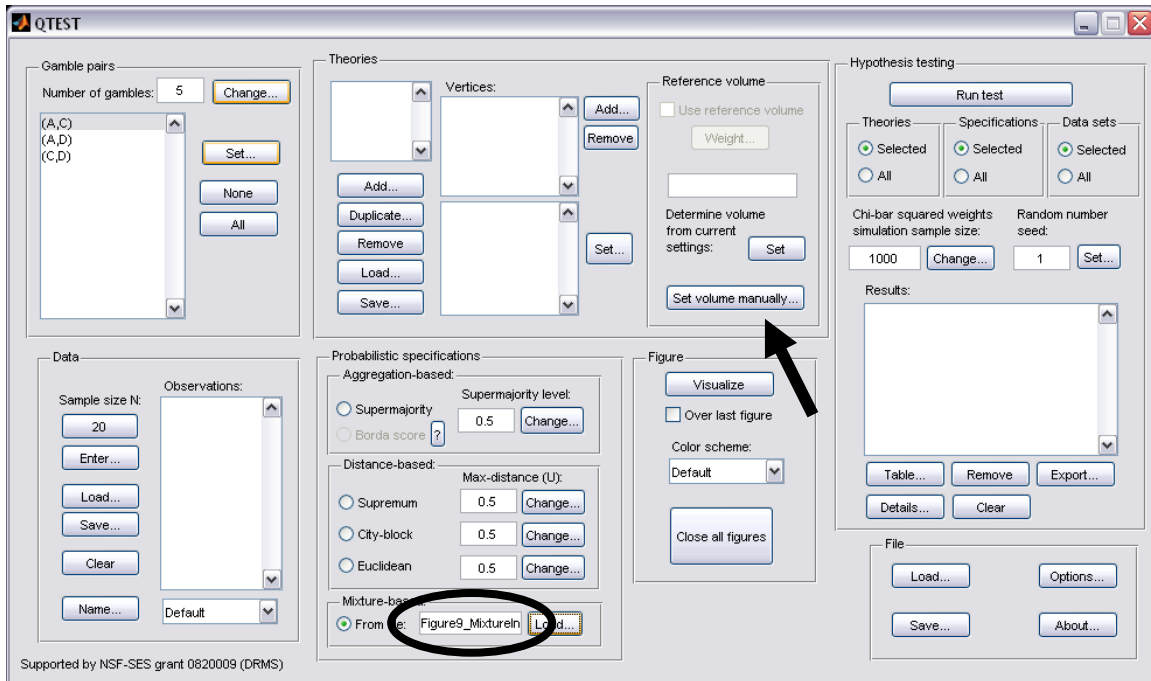 QTEST
Gamble pairs
Number of gambles: 5 Change...
(A,C)
(A,D)
(C,D)
Set...
None
All
Theories
Vertices:
Add...
Remove
Add...
Duplicate...
Remove
Load...
Save...
Set...
Reference volume
Use reference volume
Weight...
Determine volume
from current
settings: Set
Set volume manually...
Hypothesis testing
Run test
Theories
Selected
All
Specifications
Selected
All
Data sets
Selected
All
Chi-bar squared weights
simulation sample size:
1000 Change...
Random number
seed:
1 Set...
Results:
Table... Remove Export...
Details... Clear
Data
Sample size N:
20
Enter...
Load...
Save...
Clear
Name...
Observations:
Default
Probabilistic specifications
Aggregation-based:
Supermajority level:
Supermajority 0.5 Change...
Borda score ?
Distance-based:
Max-distance (U):
Supremum 0.5 Change...
City-block 0.5 Change...
Euclidean 0.5 Change...
Mixture-based:
From file: Figure9_MixtureIn Load...
Figure
Visualize
Over last figure
Color scheme:
Default
Close all figures
File
Load... Options...
Save... About...
Supported by NSF-SES grant 0820009 (DRMS)